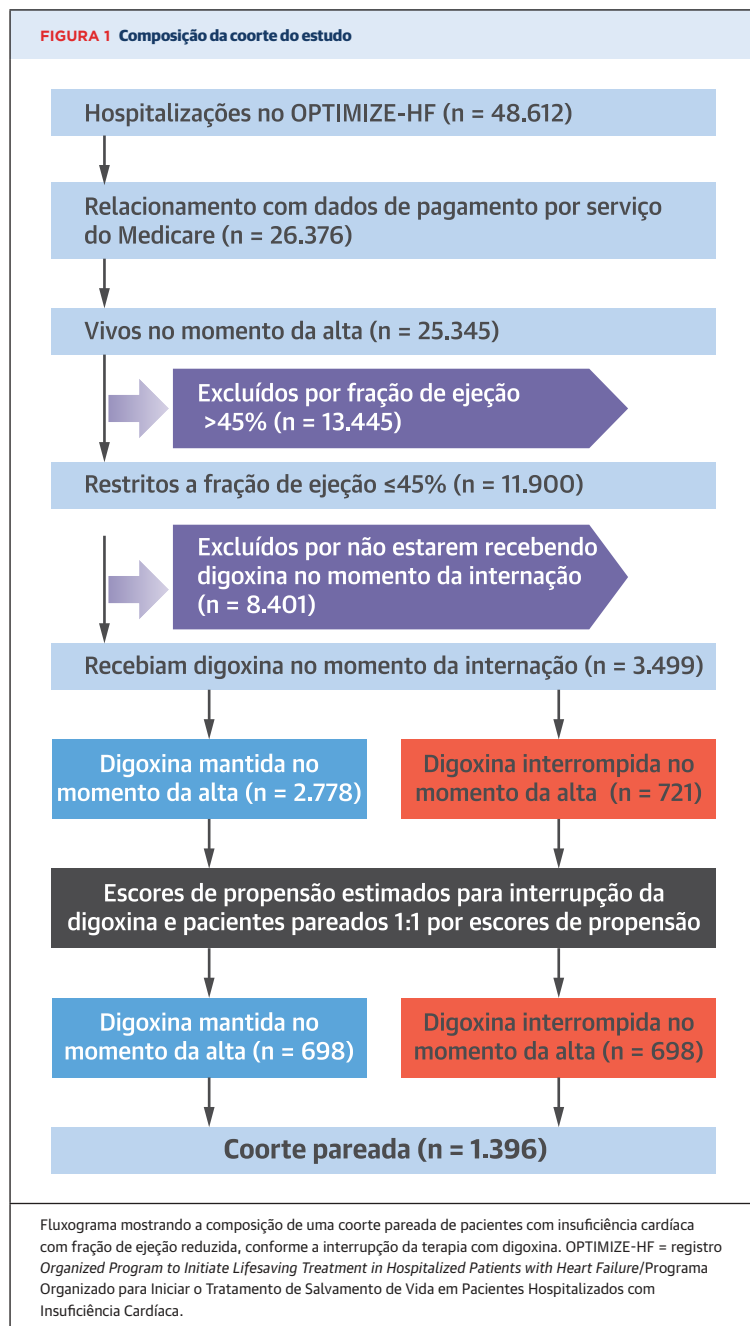 FIGURA 1 Composição da coorte do estudo
Hospitalizações no OPTIMIZE-HF (n = 48.612)
Relacionamento com dados de pagamento por serviço
do Medicare (n = 26.376)
Vivos no momento da alta (n = 25.345)
Excluídos por fração de ejeção
>45% (n = 13.445)
Restritos a fração de ejeção ≤45% (n = 11.900)
Excluídos por não estarem recebendo
digoxina no momento da internação
(n = 8.401)
Recebiam digoxina no momento da internação (n = 3.499)
Digoxina mantida no
momento da alta (n = 2.778)
Digoxina interrompida no
momento da alta (n = 721)
Escores de propensão estimados para interrupção da
digoxina e pacientes pareados 1:1 por escores de propensão
Digoxina mantida no
momento da alta (n = 698)
Digoxina interrompida no
momento da alta (n = 698)
Coorte pareada (n = 1.396)
Fluxograma mostrando a composição de uma coorte pareada de pacientes com insuficiência cardíaca
com fração de ejeção reduzida, conforme a interrupção da terapia com digoxina. OPTIMIZE-HF = registro
Organized Program to Initiate Lifesaving Treatment in Hospitalized Patients with Heart Failure/Programa
Organizado para Iniciar o Tratamento de Salvamento de Vida em Pacientes Hospitalizados com
Insuficiência Cardíaca.